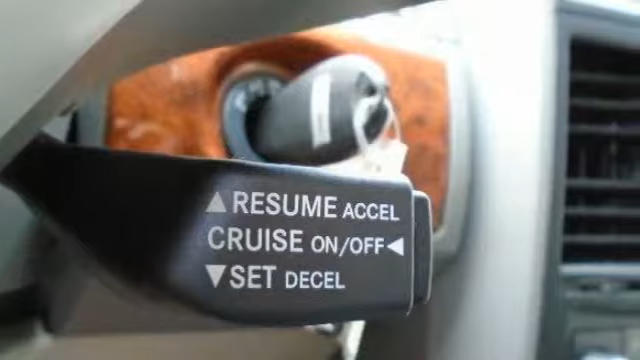 ▲ RESUME ACCEL
CRUISE ON/OFF ◀
▼ SET DECEL